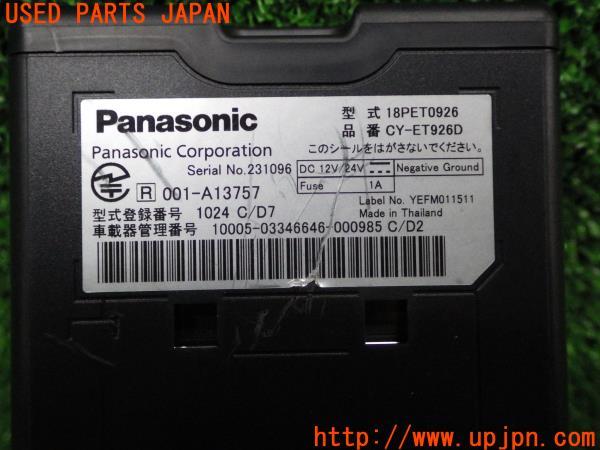 USED PARTS JAPAN
Panasonic
型 式 18PET0926
品 番 CY-ET926D
Panasonic Corporation
このシールをはがさないでください。
Serial No.231096
DC 12V/24V Negative Ground
Fuse 1A
R 001-A13757
Label No. YEFM011511
Made in Thailand
型式登録番号 1024 C/D7
車載器管理番号 10005-03346646-000985 C/D2
http://www.upjpn.com/